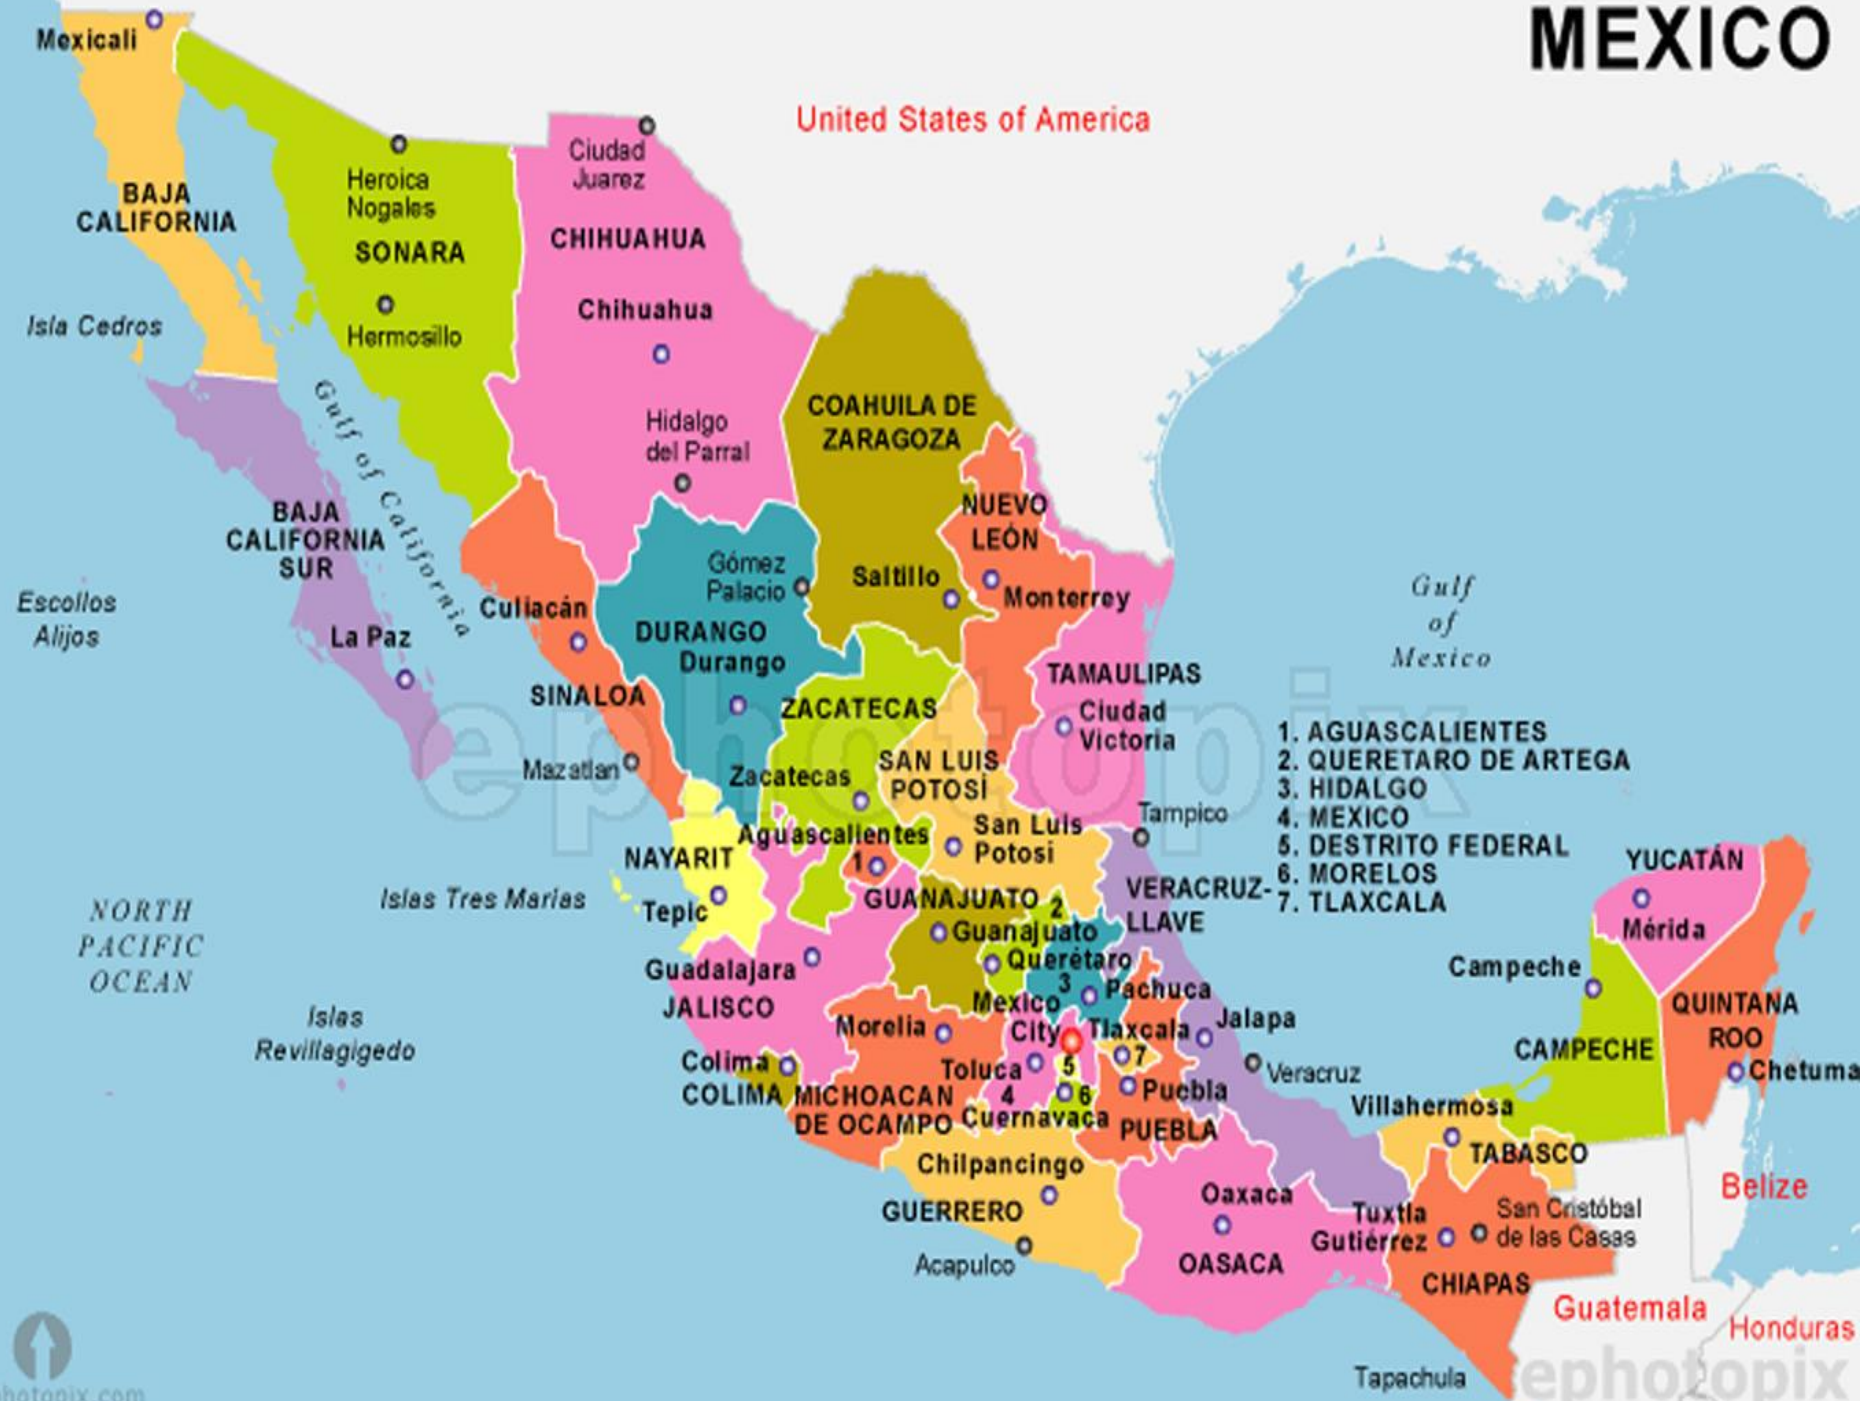 MEXICO
Mexicali
United States of America
Ciudad
Juarez
Heroica
Nogales
BAJA
CALIFORNIA
SONARA
CHIHUAHUA
Chihuahua
Hermosillo
Isla Cedros
Gulf of California
Hidalgo
del Parral
COAHUILA DE
ZARAGOZA
NUEVO
LEÓN
BAJA
CALIFORNIA
SUR
Gómez
Palacio
Saltillo
Monterrey
Gulf
of
Mexico
Escollos
Alijos
Culiacán
La Paz
DURANGO
Durango
TAMAULIPAS
SINALOA
ZACATECAS
Ciudad
Victoria
ephotopix
Mazatlan
Zacatecas
SAN LUIS
POTOSÍ
1. AGUASCALIENTES
2. QUERETARO DE ARTEGA
3. HIDALGO
4. MEXICO
5. DESTRITO FEDERAL
6. MORELOS
7. TLAXCALA
Tampico
San Luis
Potosi
Aguascalientes
1
NAYARIT
Tepic
Islas Tres Marias
GUANAJUATO
2
VERACRUZ-
LLAVE
YUCATÁN
Mérida
NORTH
PACIFIC
OCEAN
Guanajuato
Querétaro
3
Pachuca
Guadalajara
JALISCO
Campeche
Mexico
City
Tlaxcala
7
Jalapa
QUINTANA
ROO
Islas
Revillagigedo
Morelia
Colima
COLIMA
Toluca
4
5
6
Puebla
Veracruz
CAMPECHE
Chetuma
MICHOACAN
DE OCAMPO
Cuernavaca
PUEBLA
Villahermosa
TABASCO
Chilpancingo
GUERRERO
Acapulco
Oaxaca
OASACA
Tuxtla
Gutiérrez
San Cristóbal
de las Casas
CHIAPAS
Belize
Guatemala
Honduras
Tapachula
ephotopix
hotopix.com